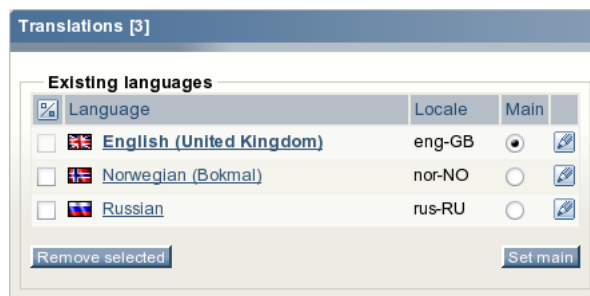 Translations [3]
Existing languages
Language Locale Main
English (United Kingdom) eng-GB
Norwegian (Bokmal) nor-NO
Russian rus-RU
Remove selected Set main